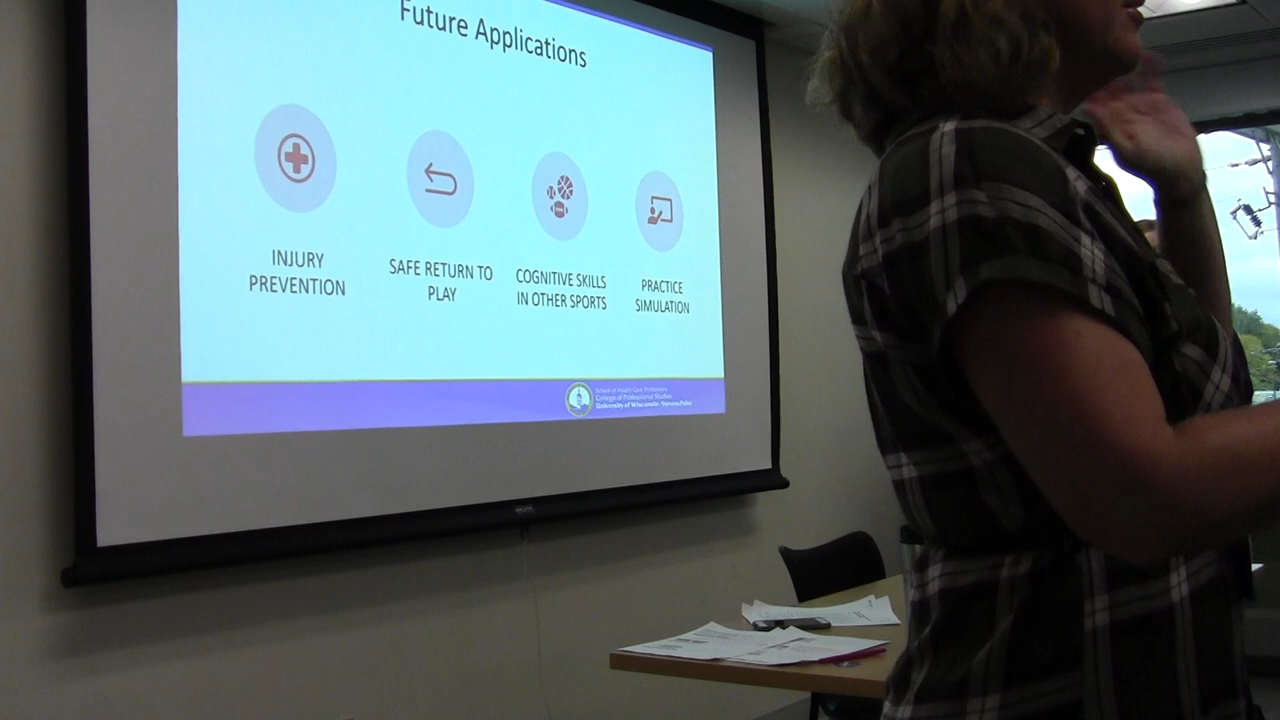 Future Applications
INJURY
PREVENTION
SAFE RETURN TO
PLAY
COGNITIVE SKILLS
IN OTHER SPORTS
PRACTICE
SIMULATION
School of Health Care Professions
College of Professional Studies
University of Wisconsin - Stevens Point